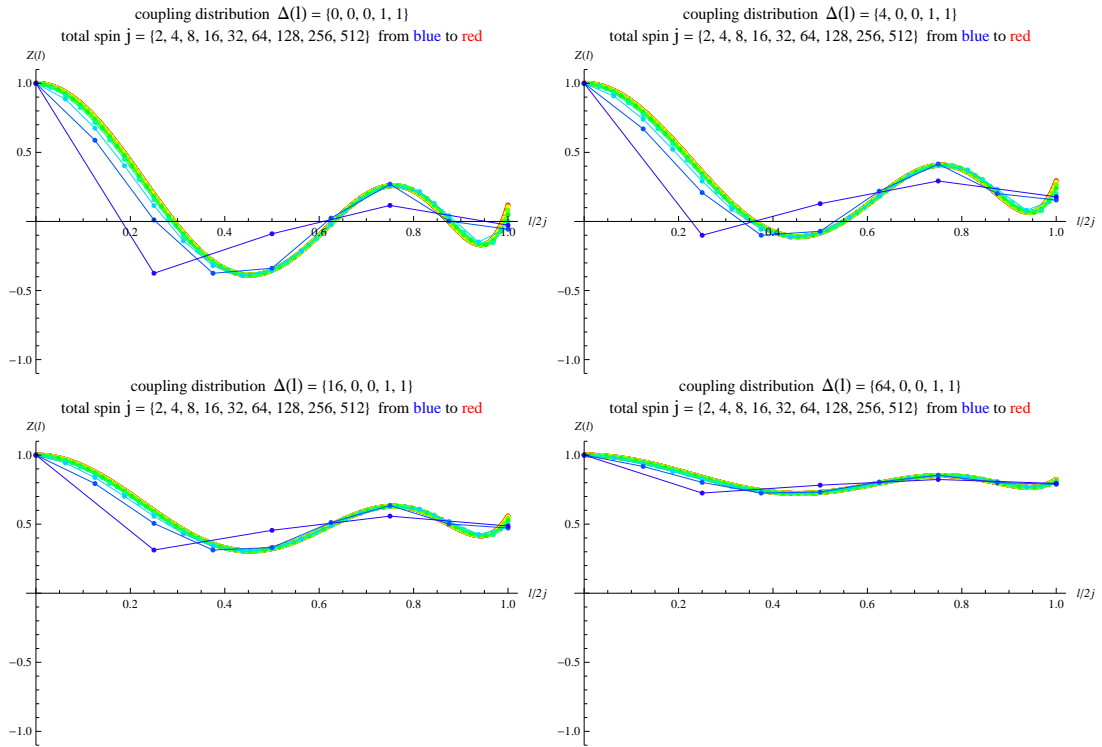 coupling distribution Δ(l) = {0, 0, 0, 1, 1}
total spin j = {2, 4, 8, 16, 32, 64, 128, 256, 512} from blue to red
Z(l)
1.0
0.5
-0.5
-1.0
0.2 0.4 0.6 0.8 1.0
l/2j
coupling distribution Δ(l) = {4, 0, 0, 1, 1}
total spin j = {2, 4, 8, 16, 32, 64, 128, 256, 512} from blue to red
Z(l)
1.0
0.5
-0.5
-1.0
0.2 0.4 0.6 0.8 1.0
l/2j
coupling distribution Δ(l) = {16, 0, 0, 1, 1}
total spin j = {2, 4, 8, 16, 32, 64, 128, 256, 512} from blue to red
Z(l)
1.0
0.5
-0.5
-1.0
0.2 0.4 0.6 0.8 1.0
l/2j
coupling distribution Δ(l) = {64, 0, 0, 1, 1}
total spin j = {2, 4, 8, 16, 32, 64, 128, 256, 512} from blue to red
Z(l)
1.0
0.5
-0.5
-1.0
0.2 0.4 0.6 0.8 1.0
l/2j